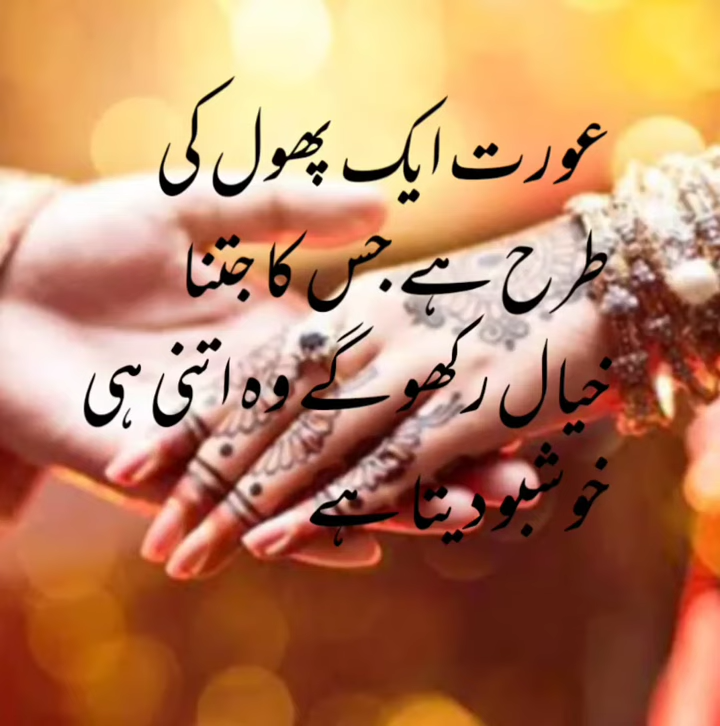 عورت ایک پھول کی
طرح ہے جس کا جتنا
خیال رکھو گے وہ اتنی ہی
خوشبو دیتا ہے